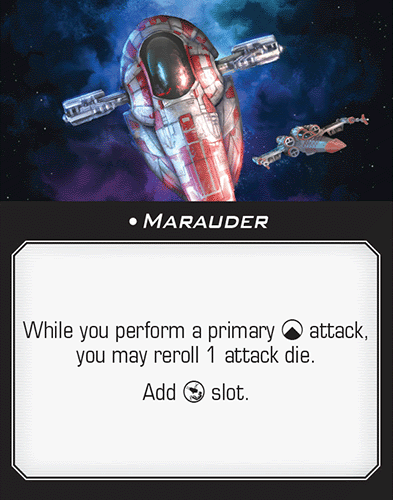 • MARAUDER
While you perform a primary attack,
you may reroll 1 attack die.
Add slot.